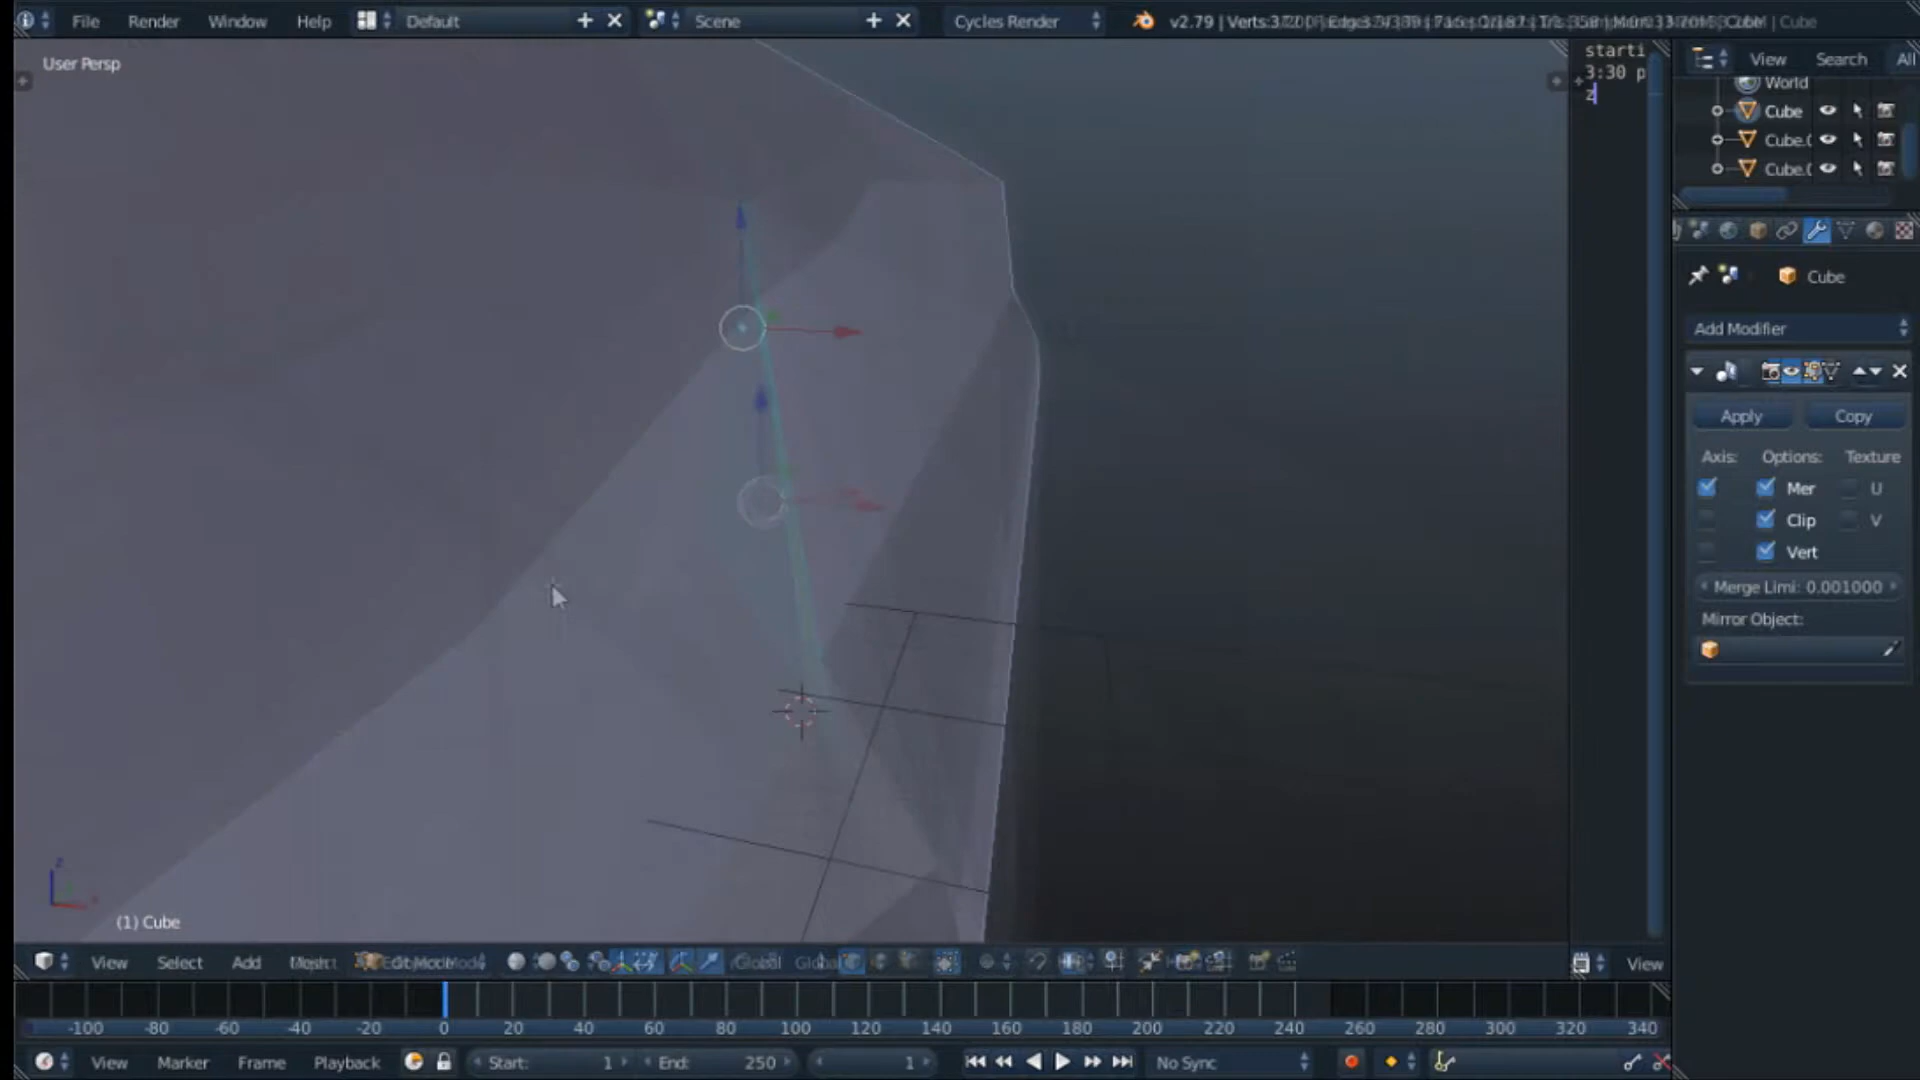 File Render Window Help Default Scene Cycles Render v2.79
User Persp
starti
3:30 p
z
View Search All
World
Cube
Cube.(
Cube.(
Cube
Add Modifier
Apply Copy
Axis: Options: Texture
Mer U
Clip V
Vert
Merge Limi: 0.001000
Mirror Object:
z
(1) Cube
View Select Add
View
-100 -80 -60 -40 -20 0 20 40 60 80 100 120 140 160 180 200 220 240 260 280 300 320 340
View Marker Frame Playback Start: 1 End: 250 1 No Sync